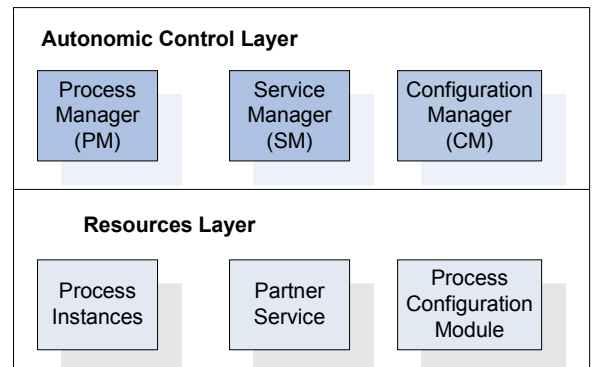 Autonomic Control Layer
Process
Manager
(PM)
Service
Manager
(SM)
Configuration
Manager
(CM)
Resources Layer
Process
Instances
Partner
Service
Process
Configuration
Module